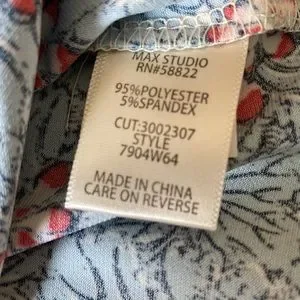 MAX STUDIO
RN#58822
95%POLYESTER
5%SPANDEX
CUT:3002307
STYLE
7904W64
MADE IN CHINA
CARE ON REVERSE